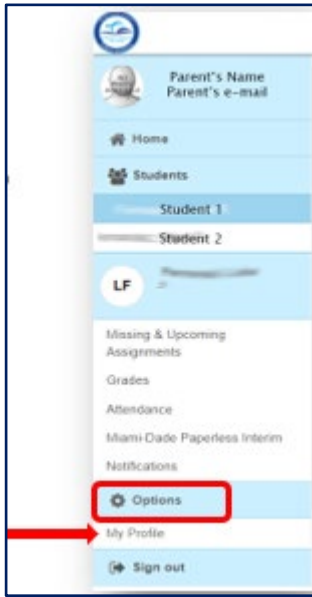 Parent's Name
Parent's e-mail
Home
Students
Student 1
Student 2
LF
Missing & Upcoming
Assignments
Grades
Attendance
Miami-Dade Paperless Interim
Notifications
Options
My Profile
Sign out